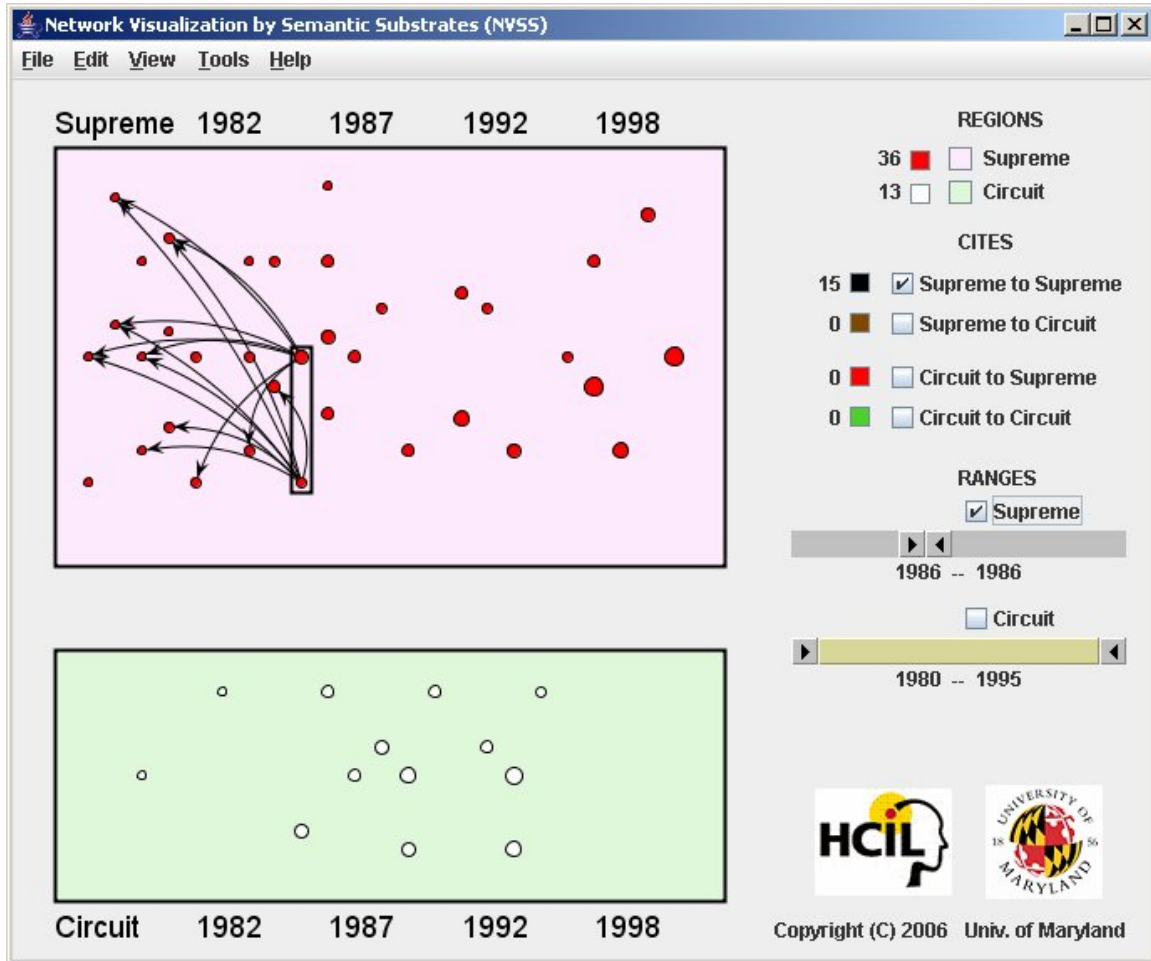 Network Visualization by Semantic Substrates (NVSS)
File Edit View Tools Help
Supreme 1982 1987 1992 1998
REGIONS
36 Supreme
13 Circuit
CITES
15 Supreme to Supreme
0 Supreme to Circuit
0 Circuit to Supreme
0 Circuit to Circuit
RANGES
Supreme
1986 -- 1986
Circuit
1980 -- 1995
Circuit 1982 1987 1992 1998
HCIL
UNIVERSITY OF
18 56
MARYLAND
Copyright (C) 2006 Univ. of Maryland